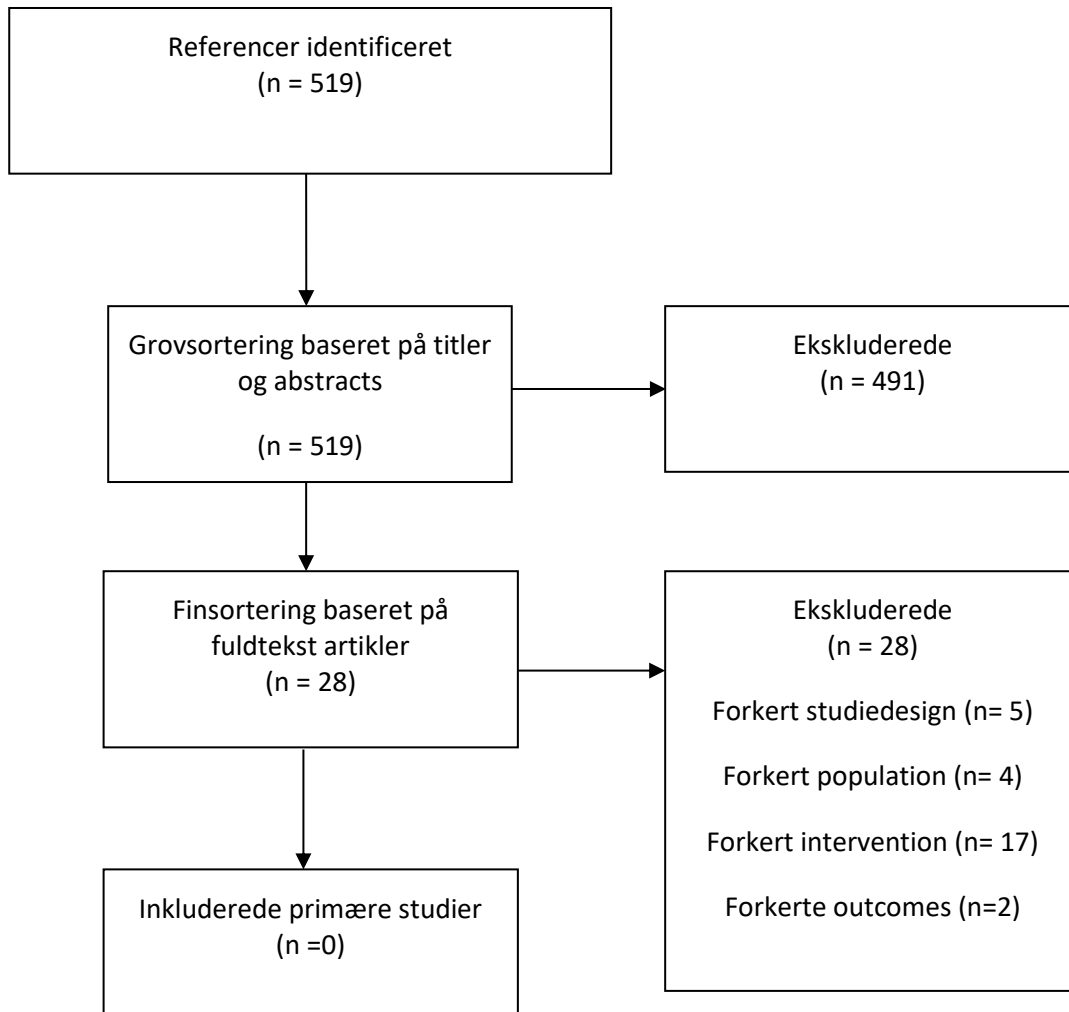 Referencer identificeret
(n = 519)
Grovsortering baseret på titler
og abstracts
(n = 519)
Ekskluderede
(n = 491)
Finsortering baseret på
fuldtekst artikler
(n = 28)
Ekskluderede
(n = 28)
Forkert studiedesign (n= 5)
Forkert population (n= 4)
Forkert intervention (n= 17)
Forkerte outcomes (n=2)
Inkluderede primære studier
(n =0)